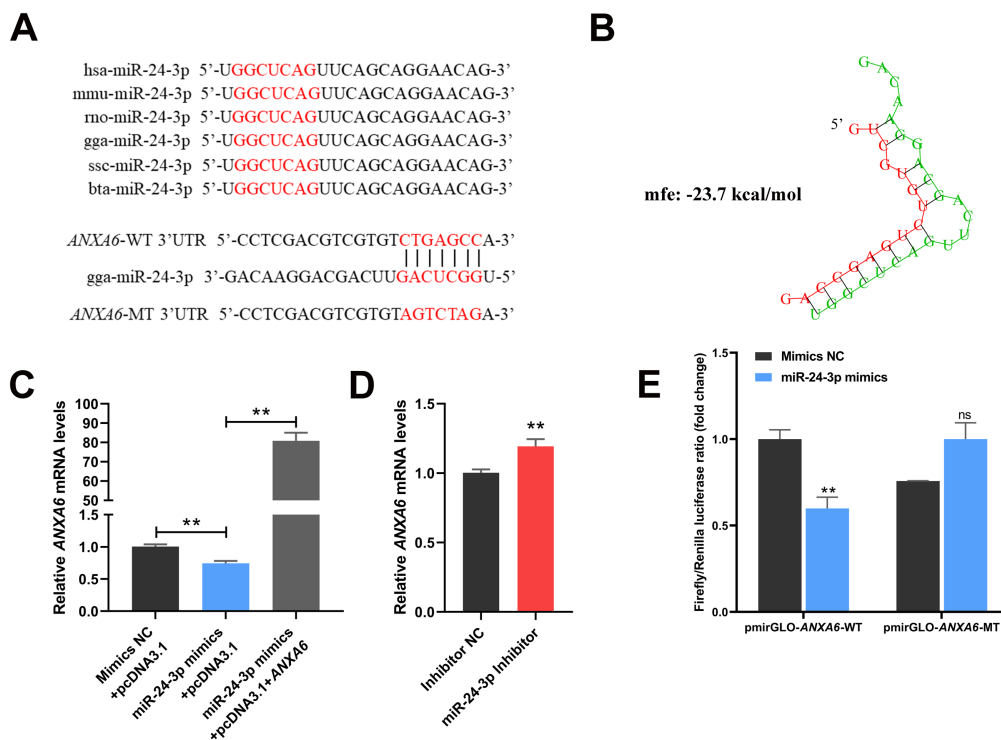 A
hsa-miR-24-3p 5’-UGGCUCAGUUCAGCAGGAACAG-3’
mmu-miR-24-3p 5’-UGGCUCAGUUCAGCAGGAACAG-3’
rno-miR-24-3p 5’-UGGCUCAGUUCAGCAGGAACAG-3’
gga-miR-24-3p 5’-UGGCUCAGUUCAGCAGGAACAG-3’
ssc-miR-24-3p 5’-UGGCUCAGUUCAGCAGGAACAG-3’
bta-miR-24-3p 5’-UGGCUCAGUUCAGCAGGAACAG-3’
ANXA6-WT 3’UTR 5’-CCTCGACGTCGTGTCTGAGCCA-3’
gga-miR-24-3p 3’-GACAAGGACGACUUGACUCGGU-5’
ANXA6-MT 3’UTR 5’-CCTCGACGTCGTGTAGTCTAGA-3’
B
5’
mfe: -23.7 kcal/mol
C
Relative ANXA6 mRNA levels
100
90
80
70
60
50
1.5
1.0
0.5
0.0
**
**
Mimics NC
+pcDNA3.1
miR-24-3p mimics
+pcDNA3.1
miR-24-3p mimics
+pcDNA3.1+ANXA6
D
Relative ANXA6 mRNA levels
1.5
1.0
0.5
0.0
**
Inhibitor NC
miR-24-3p Inhibitor
E
Firefly/Renilla luciferase ratio (fold change)
1.5
1.0
0.5
0.0
Mimics NC
miR-24-3p mimics
**
ns
pmirGLO-ANXA6-WT
pmirGLO-ANXA6-MT